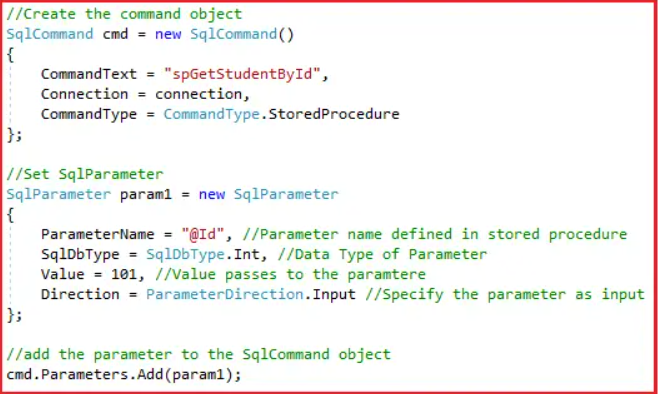 //Create the command object
SqlCommand cmd = new SqlCommand()
{
    CommandText = "spGetStudentById",
    Connection = connection,
    CommandType = CommandType.StoredProcedure
};

//Set SqlParameter
SqlParameter param1 = new SqlParameter
{
    ParameterName = "@Id", //Parameter name defined in stored procedure
    SqlDbType = SqlDbType.Int, //Data Type of Parameter
    Value = 101, //Value passes to the paramtere
    Direction = ParameterDirection.Input //Specify the parameter as input
};

//add the parameter to the SqlCommand object
cmd.Parameters.Add(param1);